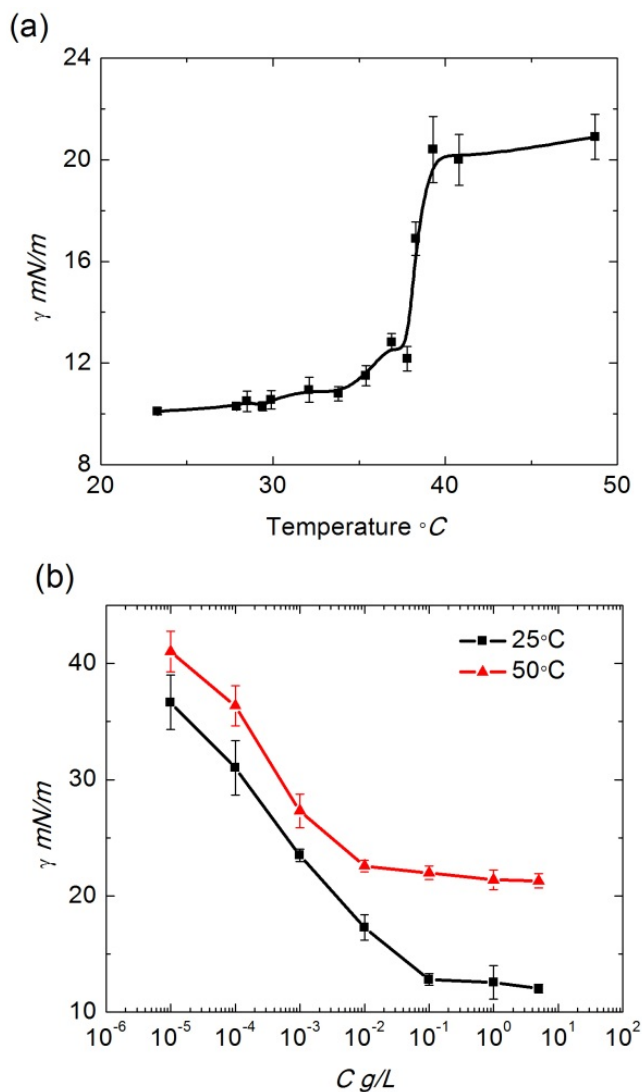 (a)
24
20
16
12
8
γ mN/m
20 30 40 50
Temperature °C
(b)
25°C
50°C
40
30
20
10
γ mN/m
10⁻⁶ 10⁻⁵ 10⁻⁴ 10⁻³ 10⁻² 10⁻¹ 10⁰ 10¹ 10²
C g/L